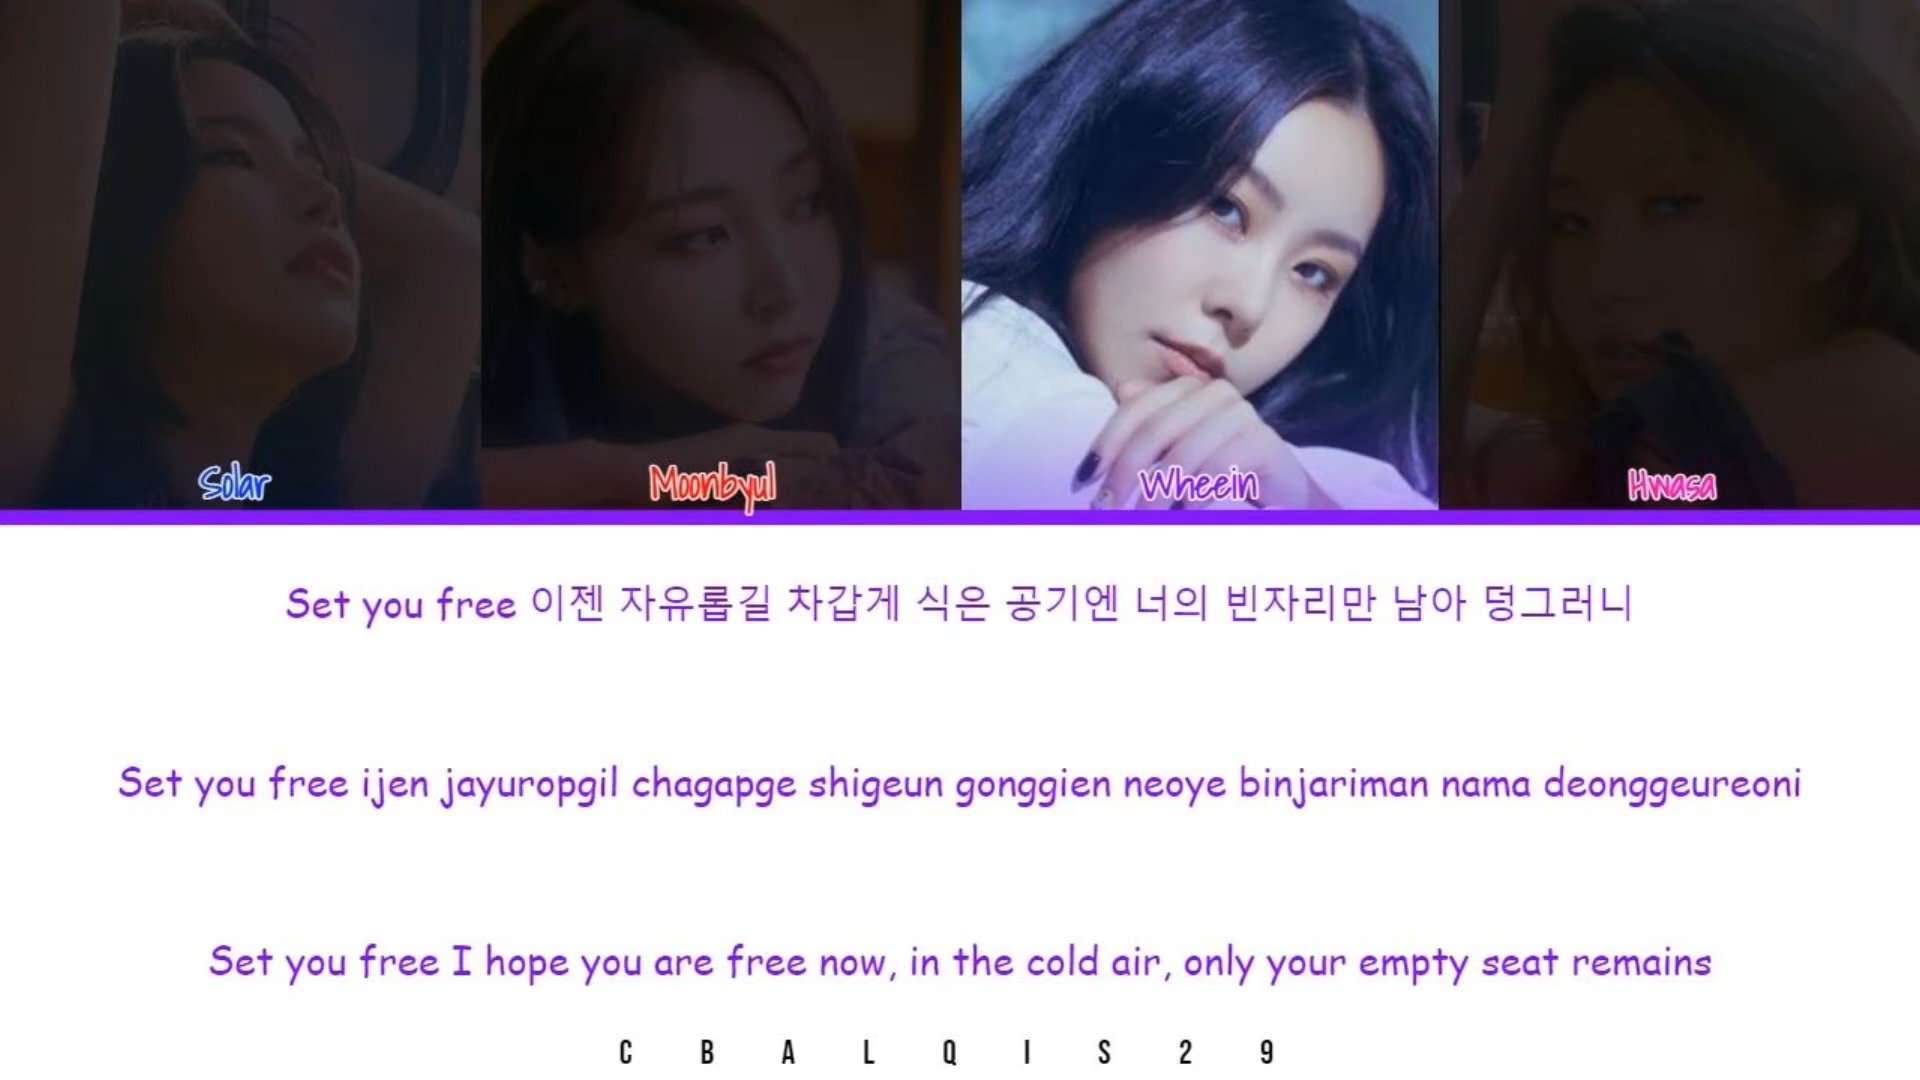 Solar
Moonbyul
Wheein
Hwasa
Set you free 이젠 자유롭길 차갑게 식은 공기엔 너의 빈자리만 남아 덩그러니
Set you free ijen jayuropgil chagapge shigeun gonggien neoye binjariman nama deonggeureoni
Set you free I hope you are free now, in the cold air, only your empty seat remains
CBALQIS29